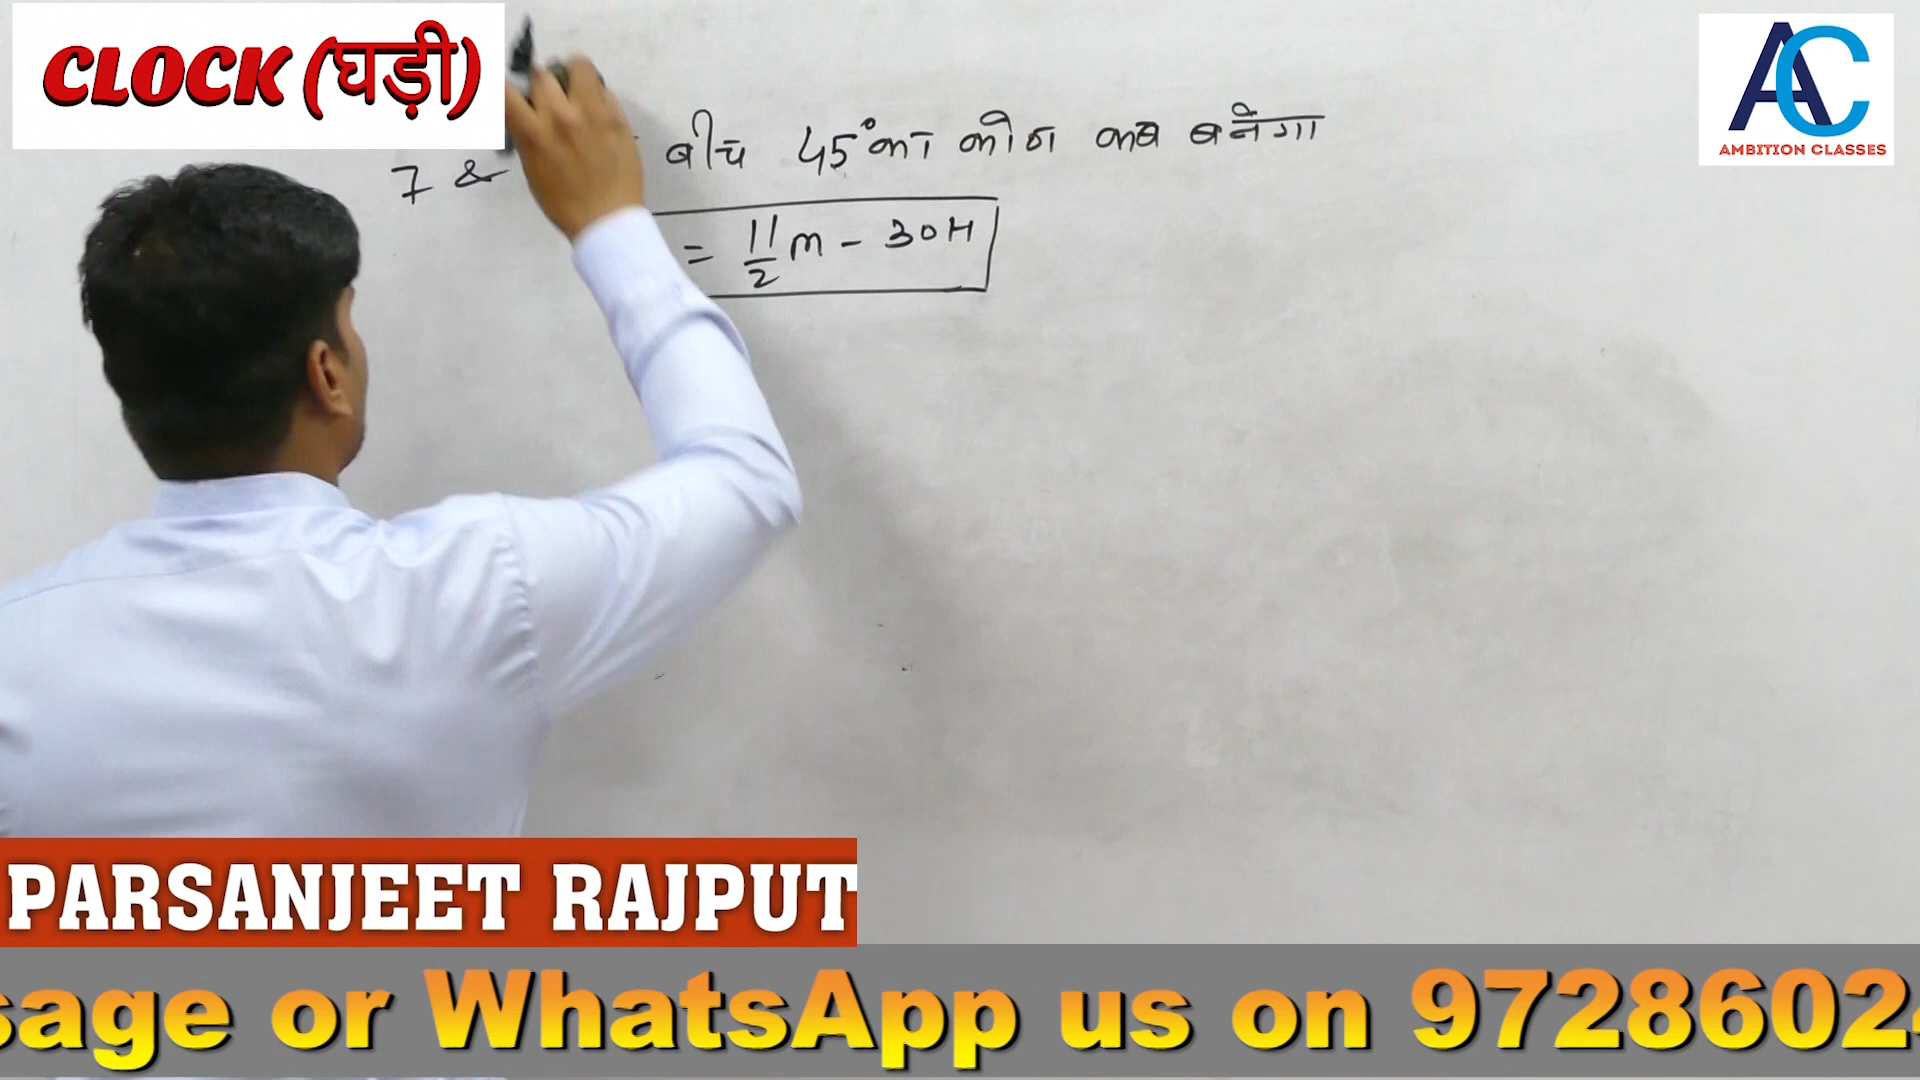 CLOCK (घड़ी)
AC
AMBITION CLASSES
7 & बीच 45° का कोण कब बनेगा
= 11/2 M - 30H
PARSANJEET RAJPUT
sage or WhatsApp us on 9728602